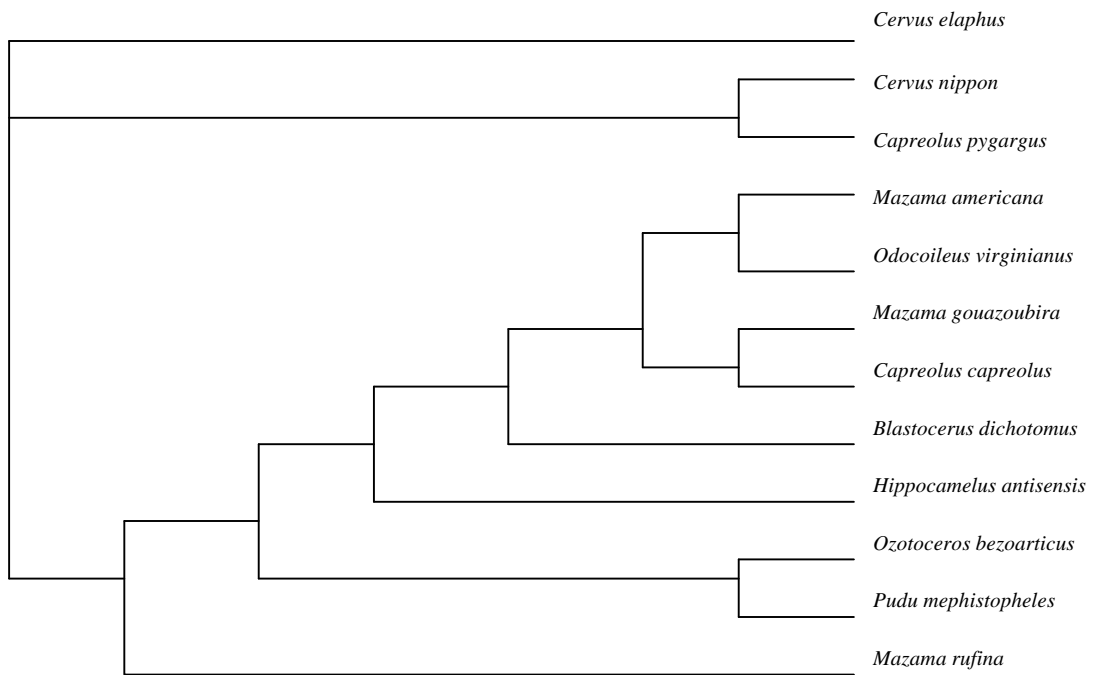 Cervus elaphus
Cervus nippon
Capreolus pygargus
Mazama americana
Odocoileus virginianus
Mazama gouazoubira
Capreolus capreolus
Blastocerus dichotomus
Hippocamelus antisensis
Ozotoceros bezoarticus
Pudu mephistopheles
Mazama rufina